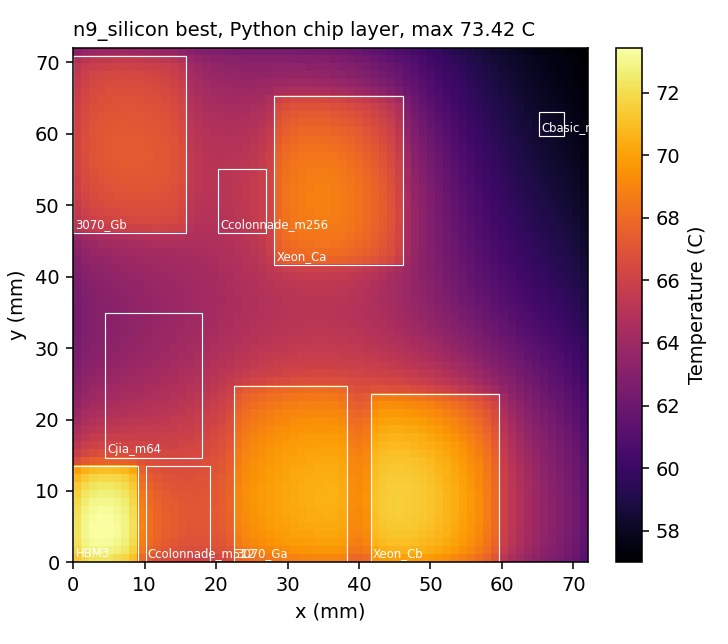 n9_silicon best, Python chip layer, max 73.42 C
70
60
50
40
30
20
10
0
y (mm)
0 10 20 30 40 50 60 70
x (mm)
3070_Gb
Ccolonnade_m256
Xeon_Ca
Cbasic_r
Cjia_m64
HBM3
3070_Ga
Xeon_Cb
72
70
68
66
64
62
60
58
Temperature (C)